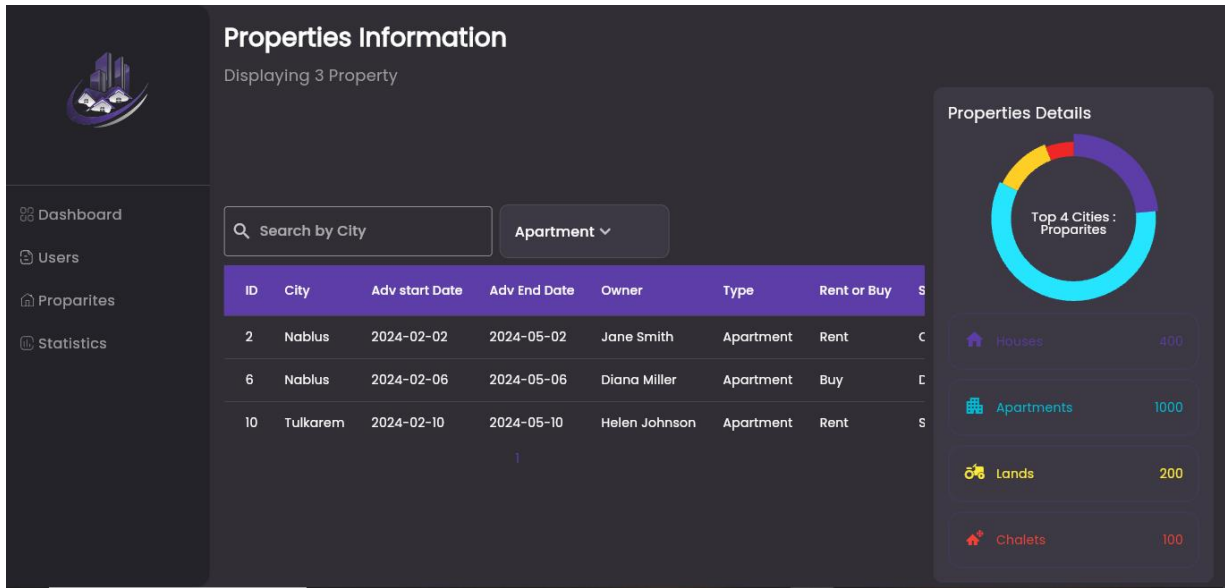 Properties Information
Displaying 3 Property
Dashboard
Users
Proparites
Statistics
Search by City
Apartment
ID City Adv start Date Adv End Date Owner Type Rent or Buy
2 Nablus 2024-02-02 2024-05-02 Jane Smith Apartment Rent
6 Nablus 2024-02-06 2024-05-06 Diana Miller Apartment Buy
10 Tulkarem 2024-02-10 2024-05-10 Helen Johnson Apartment Rent
1
Properties Details
Top 4 Cities :
Proparites
Houses 400
Apartments 1000
Lands 200
Chalets 100